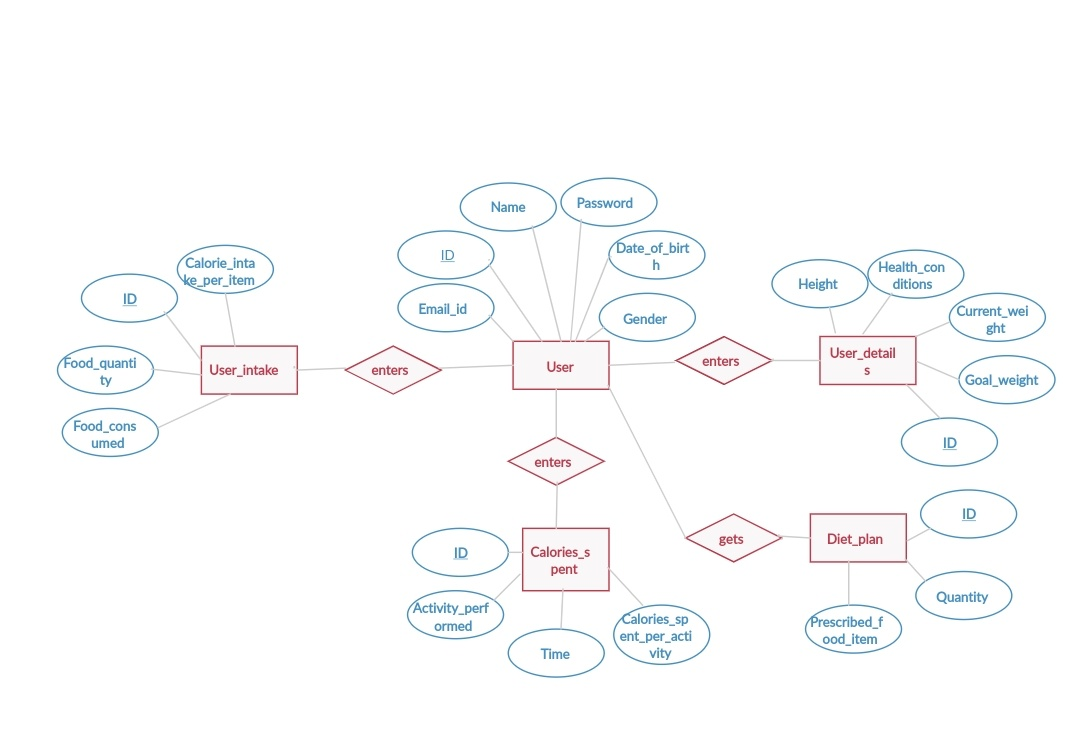 Name
Password
ID
Date_of_birt
h
Email_id
Gender
Calorie_inta
ke_per_item
ID
Food_quanti
ty
Food_cons
umed
User_intake
enters
User
enters
User_detail
s
Height
Health_con
ditions
Current_wei
ght
Goal_weight
ID
enters
Calories_s
pent
ID
Activity_perf
ormed
Time
Calories_sp
ent_per_acti
vity
gets
Diet_plan
ID
Quantity
Prescribed_f
ood_item